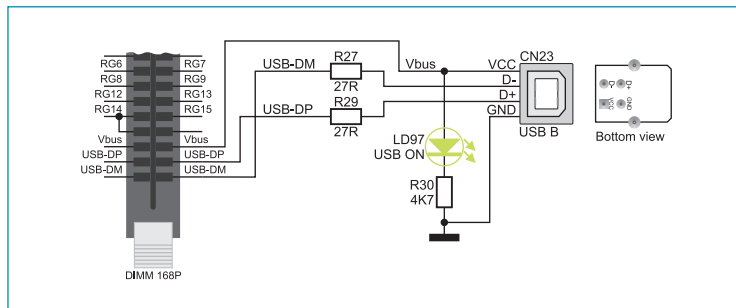 R27
CN23
USB-DM
Vbus
VCC
RG6
RG7
D-
RG8
RG9
R29
27R
D+
RG12
RG13
USB-DP
GND
RG14
RG15
27R
USB B
Vbus
Vbus
LD97
USB ON
USB-DP
USB-DP
USB-DM
USB-DM
R30
4K7
DIMM 168P
D-
D+
VCC
GND
Bottom view